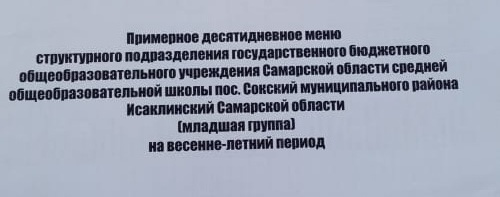 Примерное десятидневное меню
структурного подразделения государственного бюджетного
общеобразовательного учреждения Самарской области средней
общеобразовательной школы пос. Сокский муниципального района
Исаклинский Самарской области
(младшая группа)
на весенне-летний период